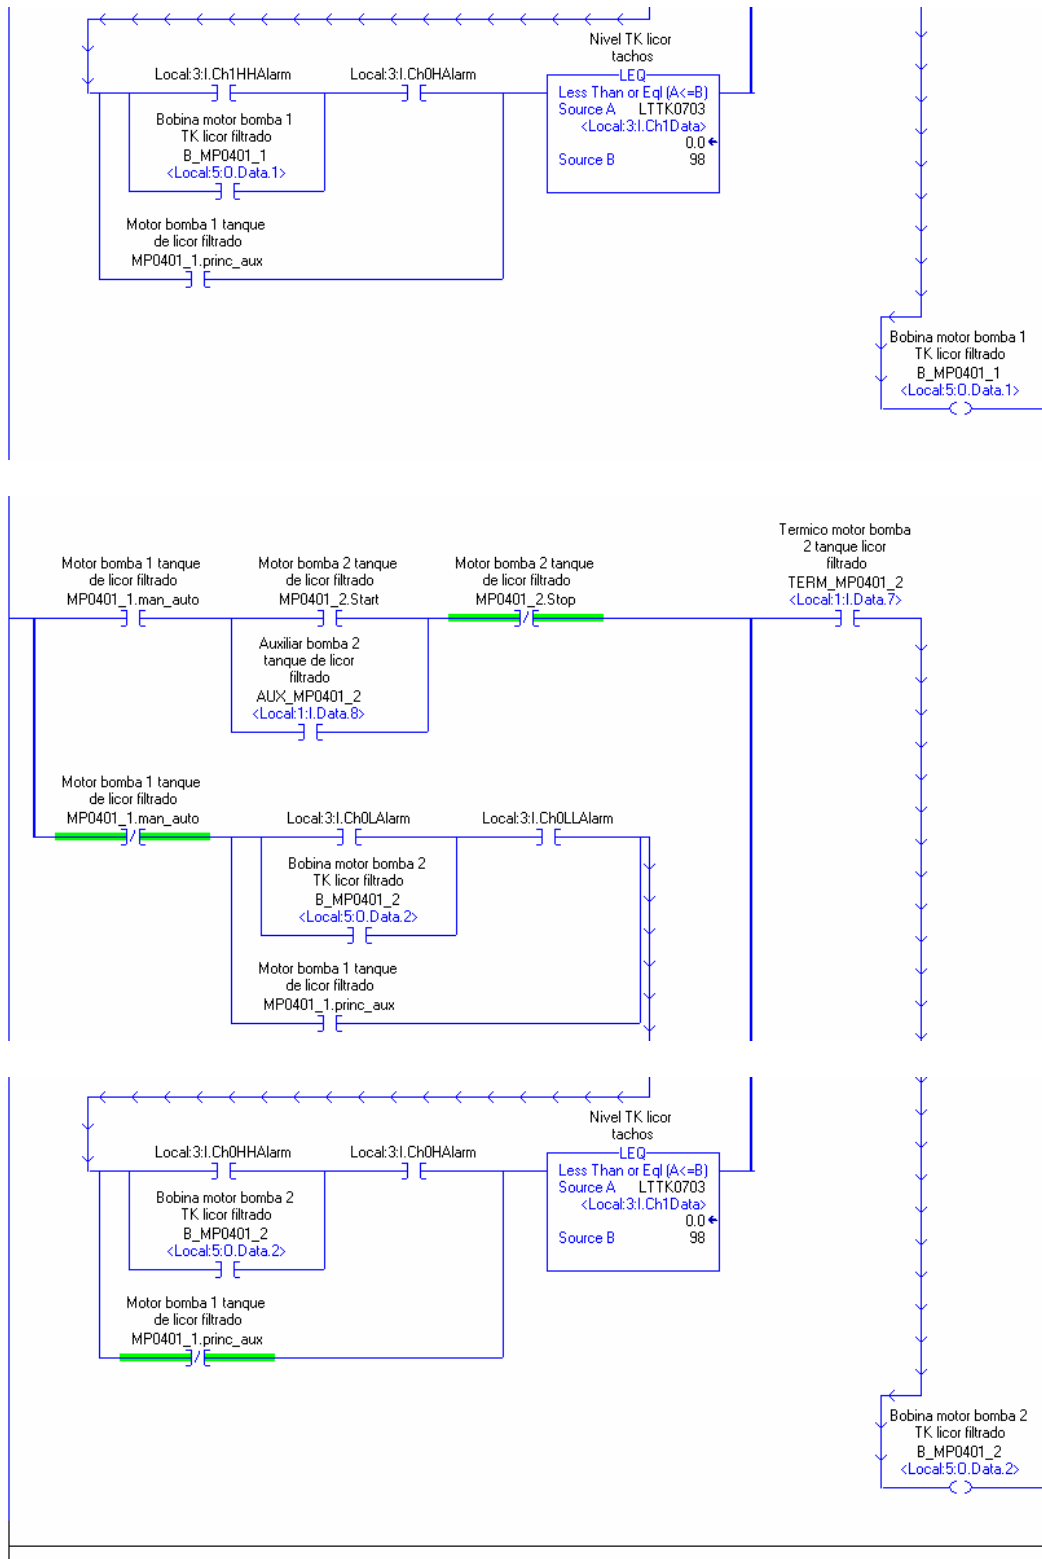 Nivel TK licor
tachos
LEQ
Local:3:I.Ch1HHAlarm
Local:3:I.Ch0HAlarm
Less Than or Eql (A<=B)
Source A LTTK0703
<Local:3:I.Ch1Data>
0.0
Source B 98
Bobina motor bomba 1
TK licor filtrado
B_MP0401_1
<Local:5:O.Data.1>
Motor bomba 1 tanque
de licor filtrado
MP0401_1.princ_aux
Bobina motor bomba 1
TK licor filtrado
B_MP0401_1
<Local:5:O.Data.1>
Motor bomba 1 tanque
de licor filtrado
MP0401_1.man_auto
Motor bomba 2 tanque
de licor filtrado
MP0401_2.Start
Motor bomba 2 tanque
de licor filtrado
MP0401_2.Stop
Termico motor bomba
2 tanque licor
filtrado
TERM_MP0401_2
<Local:1:I.Data.7>
Auxiliar bomba 2
tanque de licor
filtrado
AUX_MP0401_2
<Local:1:I.Data.8>
Motor bomba 1 tanque
de licor filtrado
MP0401_1.man_auto
Local:3:I.Ch0LAlarm
Local:3:I.Ch0LLAlarm
Bobina motor bomba 2
TK licor filtrado
B_MP0401_2
<Local:5:O.Data.2>
Motor bomba 1 tanque
de licor filtrado
MP0401_1.princ_aux
Nivel TK licor
tachos
LEQ
Local:3:I.Ch0HHAlarm
Local:3:I.Ch0HAlarm
Less Than or Eql (A<=B)
Source A LTTK0703
<Local:3:I.Ch1Data>
0.0
Source B 98
Bobina motor bomba 2
TK licor filtrado
B_MP0401_2
<Local:5:O.Data.2>
Motor bomba 1 tanque
de licor filtrado
MP0401_1.princ_aux
Bobina motor bomba 2
TK licor filtrado
B_MP0401_2
<Local:5:O.Data.2>